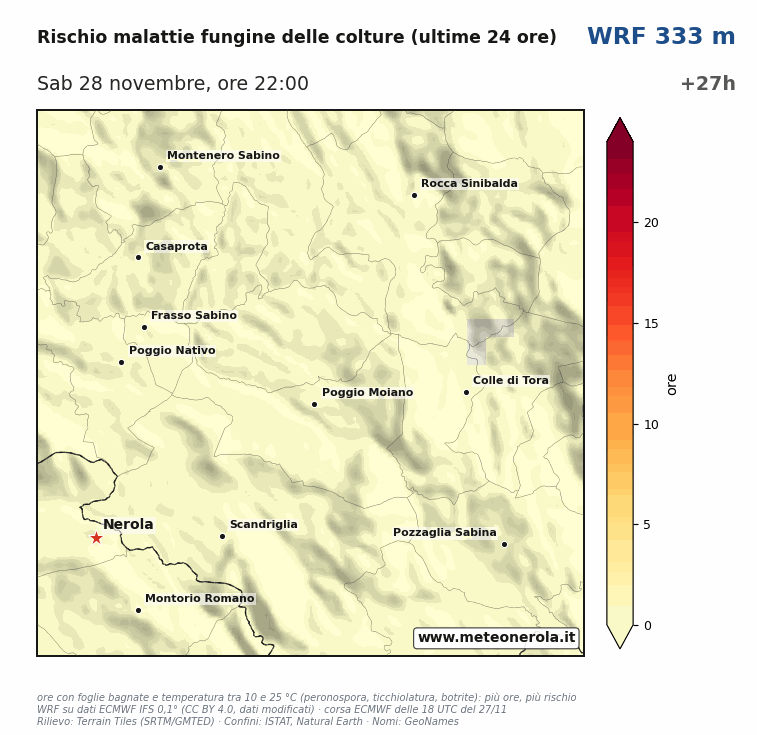 Rischio malattie fungine delle colture (ultime 24 ore)
WRF 333 m
Sab 28 novembre, ore 22:00
+27h
Montenero Sabino
Rocca Sinibalda
Casaprota
Frasso Sabino
Poggio Nativo
Colle di Tora
Poggio Moiano
Nerola
Scandriglia
Pozzaglia Sabina
Montorio Romano
www.meteonerola.it
20
15
10
5
0
ore
ore con foglie bagnate e temperatura tra 10 e 25 °C (peronospora, ticchiolatura, botrite): più ore, più rischio
WRF su dati ECMWF IFS 0,1° (CC BY 4.0, dati modificati) · corsa ECMWF delle 18 UTC del 27/11
Rilievo: Terrain Tiles (SRTM/GMTED) · Confini: ISTAT, Natural Earth · Nomi: GeoNames